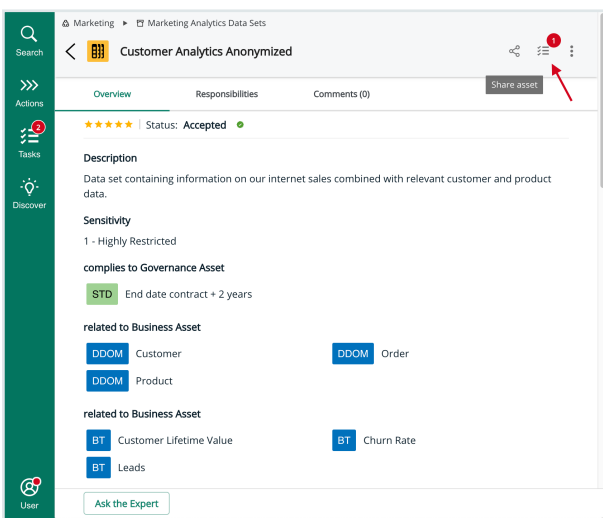 Marketing ▶ Marketing Analytics Data Sets
Search
Customer Analytics Anonymized
1
Actions
Share asset
Overview Responsibilities Comments (0)
2
Tasks
Status: Accepted
Description
Data set containing information on our internet sales combined with relevant customer and product
data.
Discover
Sensitivity
1 - Highly Restricted
complies to Governance Asset
STD End date contract + 2 years
related to Business Asset
DDOM Customer DDOM Order
DDOM Product
related to Business Asset
BT Customer Lifetime Value BT Churn Rate
BT Leads
User
Ask the Expert